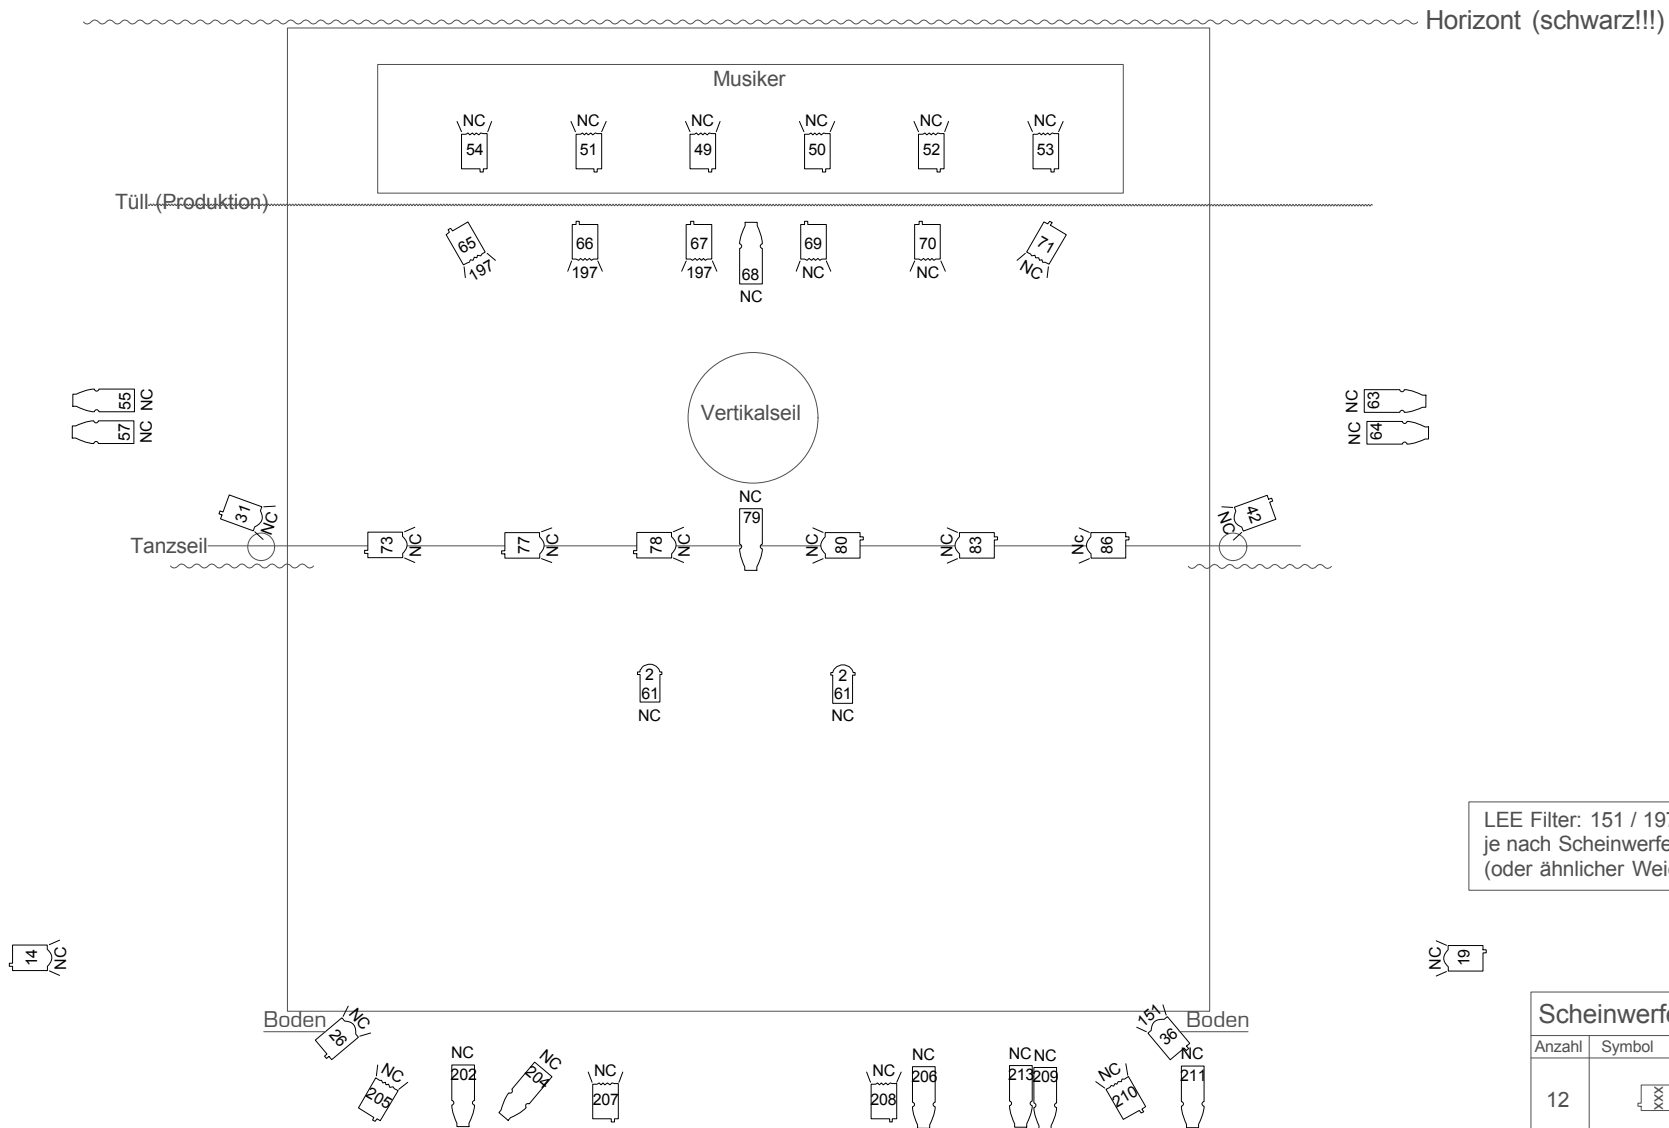 Horizont (schwarz!!!)
Musiker
NC NC NC NC NC NC
54 51 49 50 52 53
Tüll (Produktion)
65 66 67 68 69 70 71
197 197 197 NC NC NC NC
55 NC
57 NC
NC 63
NC 64
Vertikalseil
31 NC
NC 42
NC
79
Tanzseil
73 NC 77 NC 78 NC NC 80 NC 83 Nc 86
2 2
61 61
NC NC
LEE Filter: 151 / 197
je nach Scheinwerfe
(oder ähnlicher Wei
14 NC
NC 19
Boden
26 NC
151
36
Boden
NC NC NC NC NC NC NC NC NC NC
205 202 204 207 208 206 213 209 210 211
Scheinwerfe
Anzahl Symbol
12 XXX